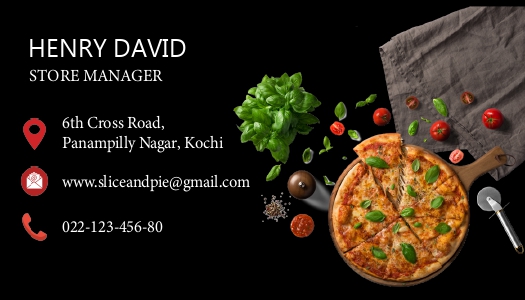 HENRY DAVID
STORE MANAGER
6th Cross Road,
Panampilly Nagar, Kochi
www.sliceandpie@gmail.com
022-123-456-80